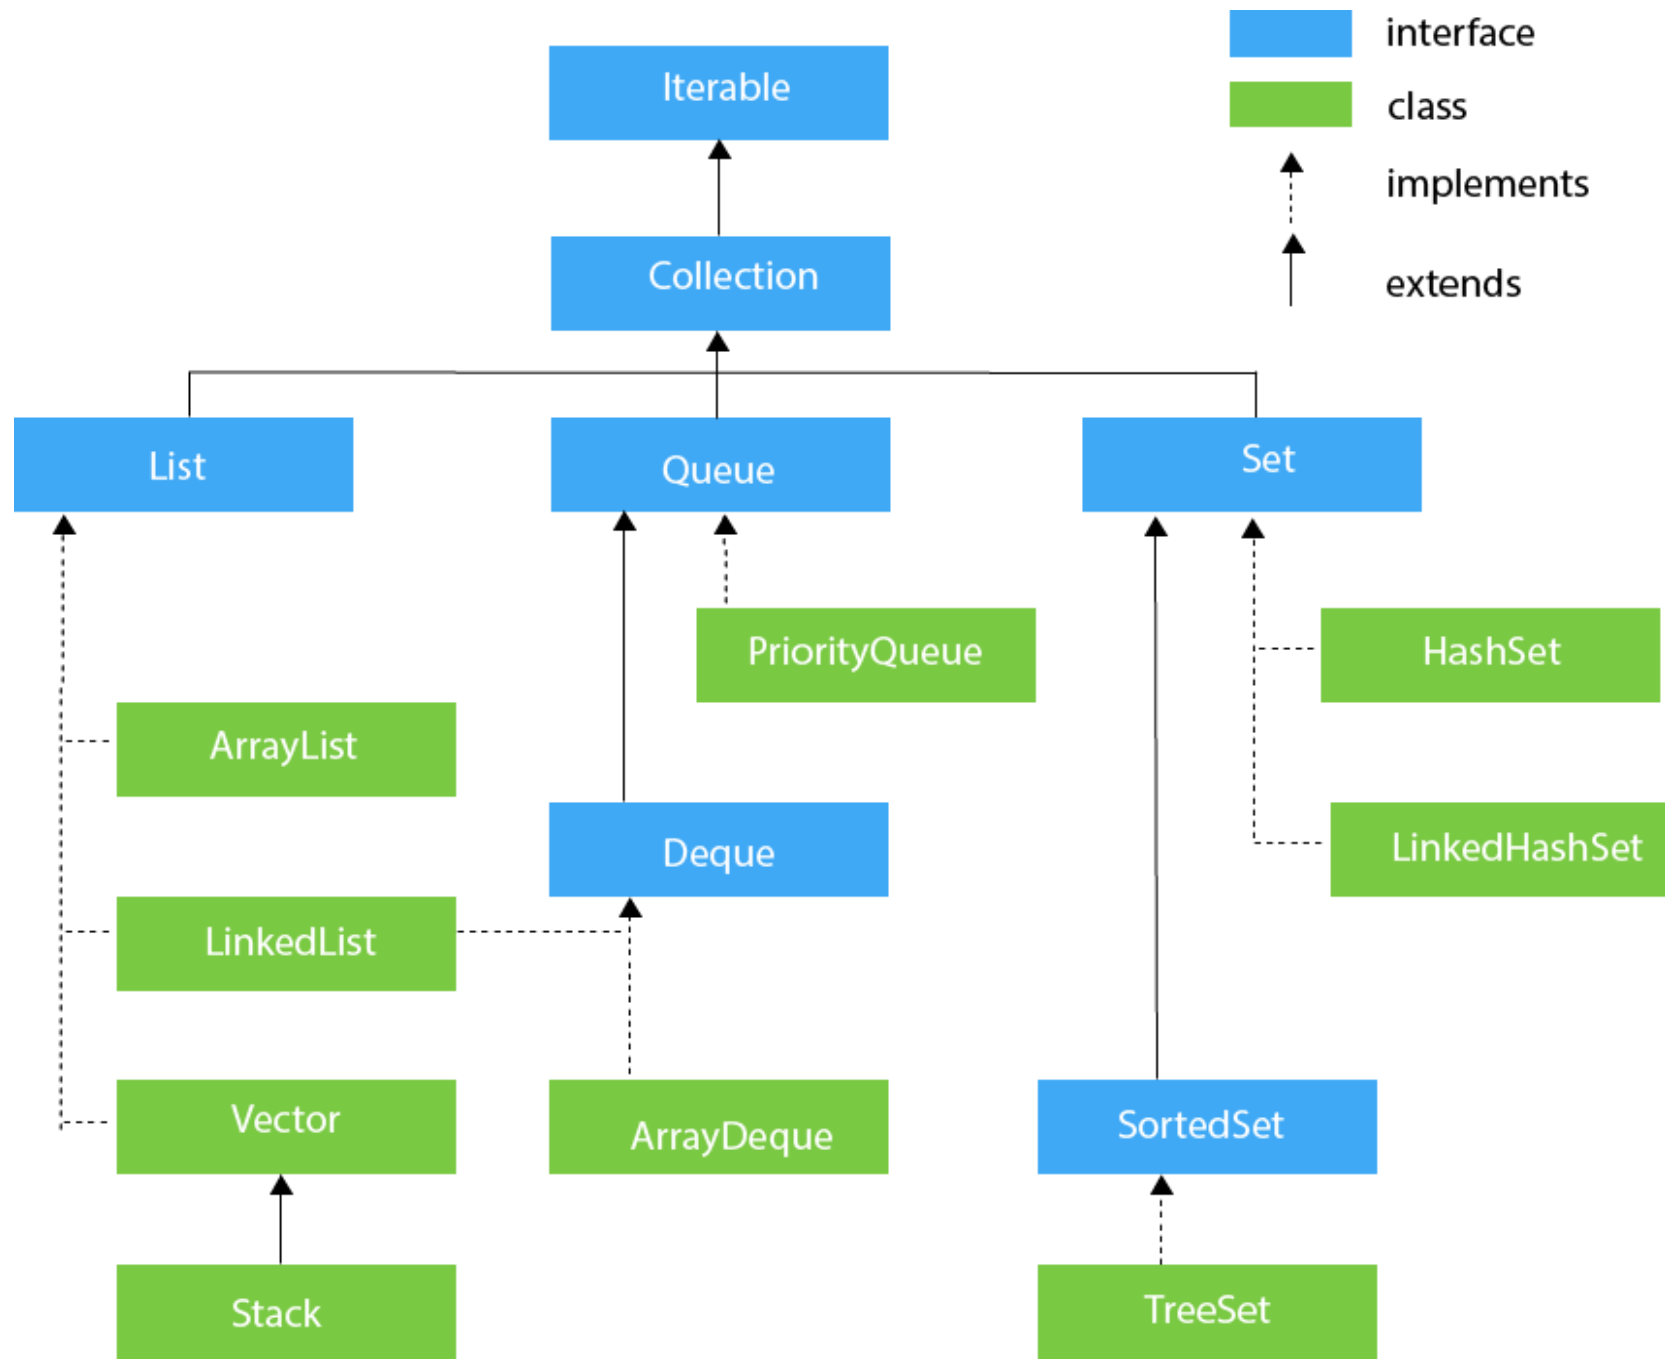 interface
class
implements
extends
Iterable
Collection
List
Queue
Set
PriorityQueue
HashSet
ArrayList
Deque
LinkedHashSet
LinkedList
Vector
ArrayDeque
SortedSet
Stack
TreeSet